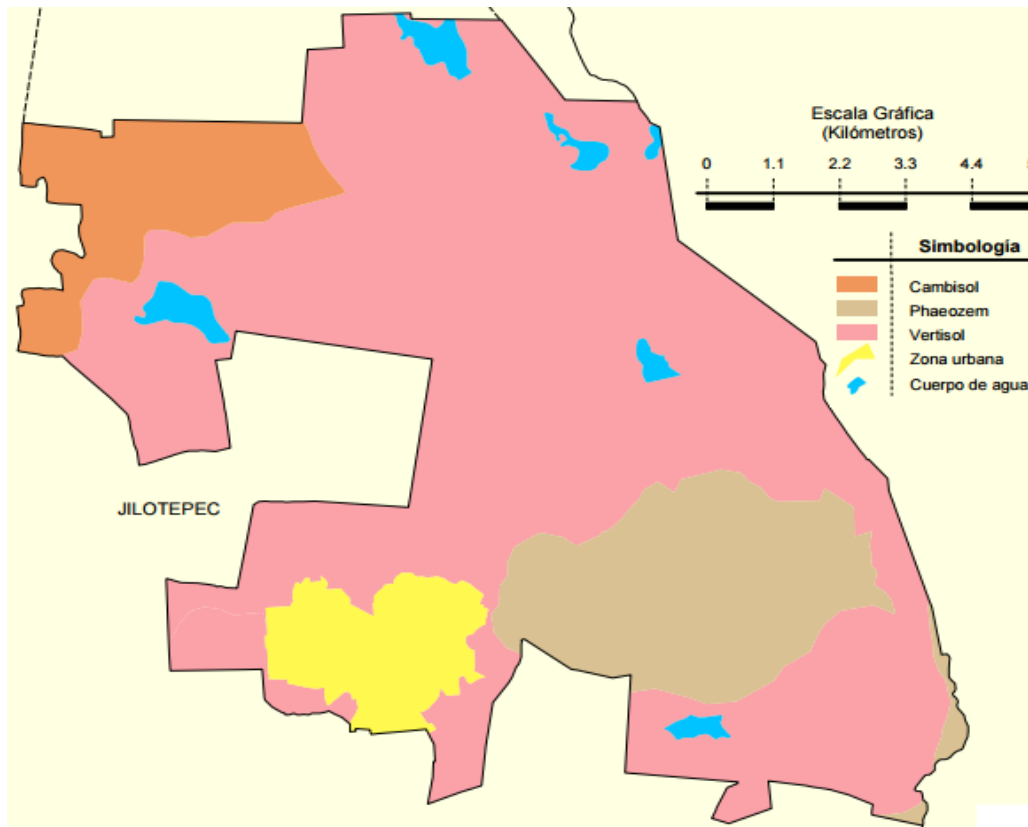 Escala Gráfica
(Kilómetros)
0 1.1 2.2 3.3 4.4
Simbología
Cambisol
Phaeozem
Vertisol
Zona urbana
Cuerpo de agua
JILOTEPEC